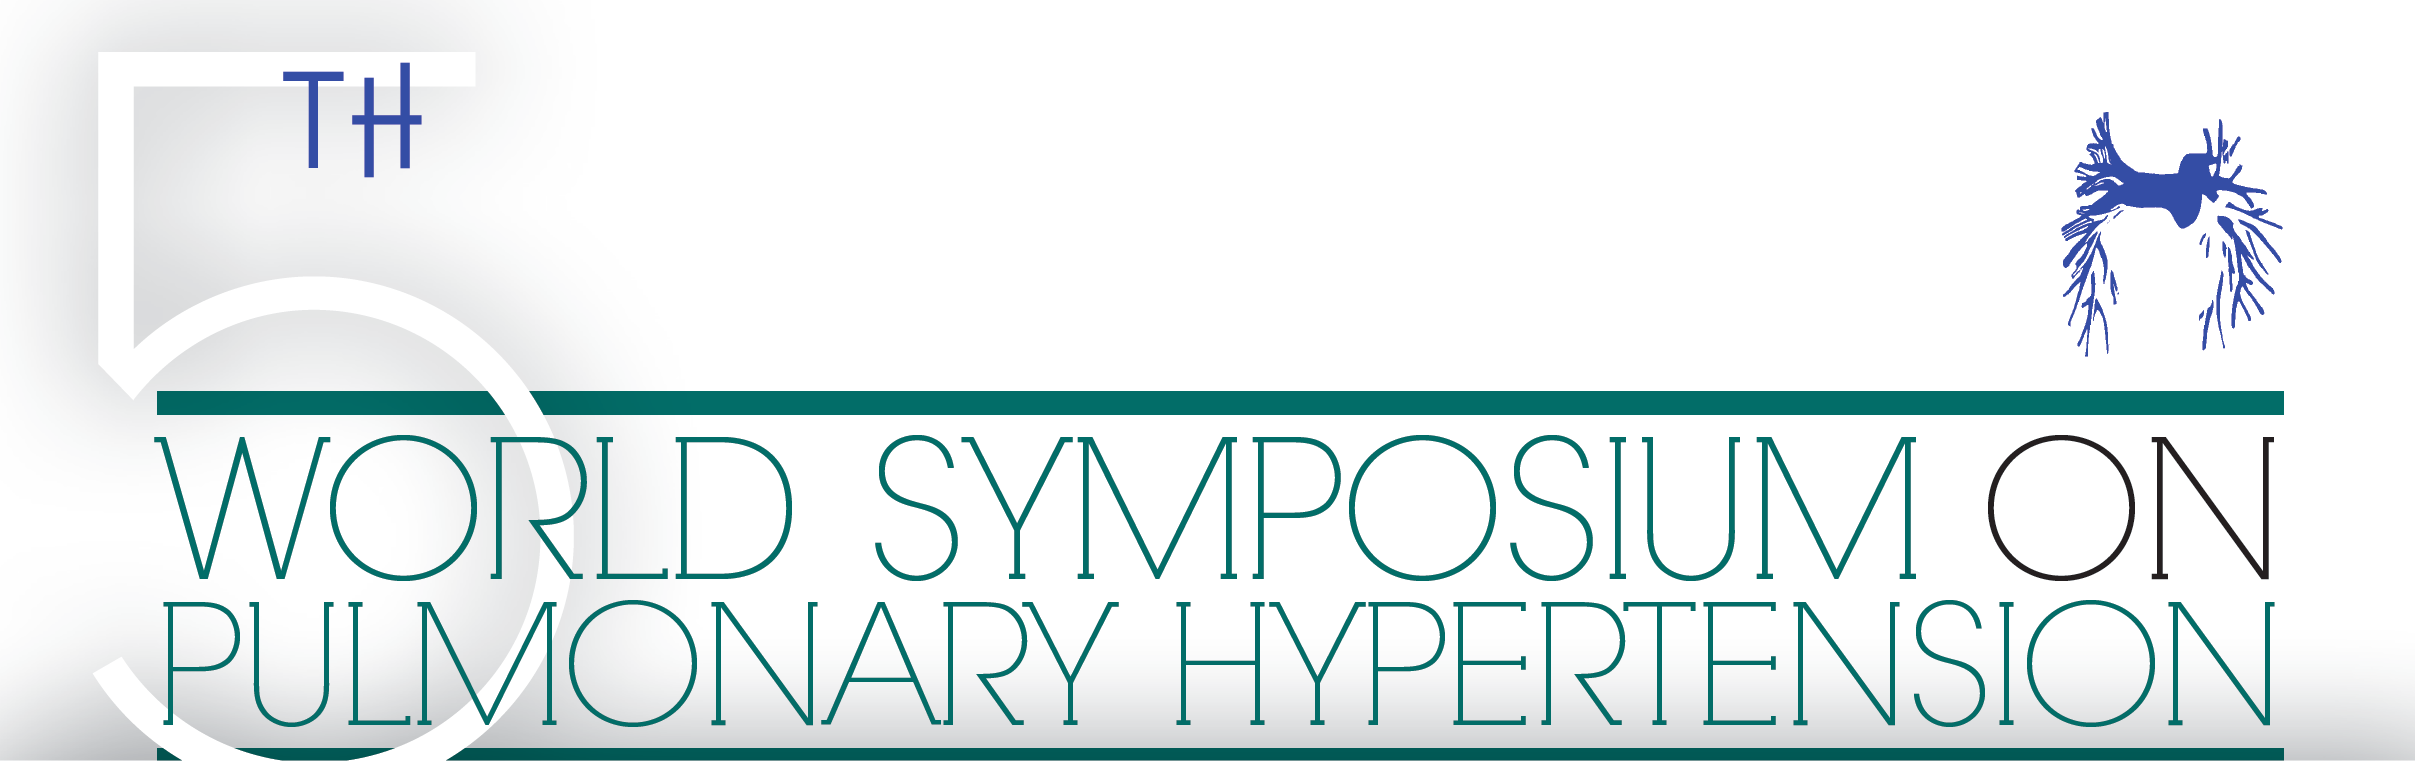 5TH
WORLD SYMPOSIUM ON
PULMONARY HYPERTENSION